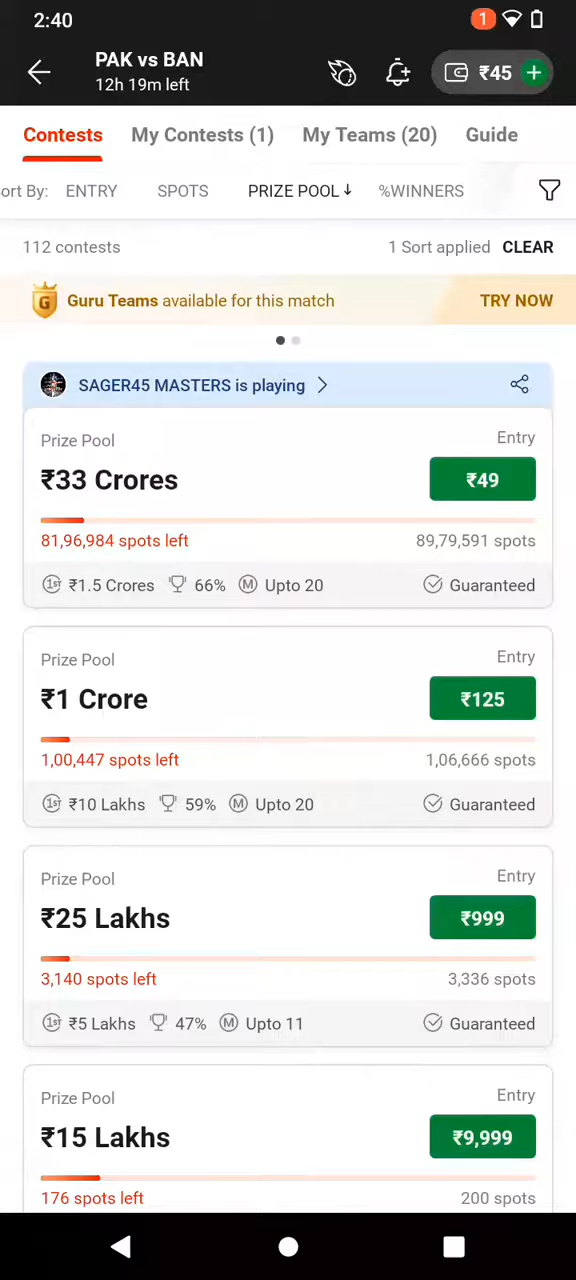 2:40
1
PAK vs BAN
12h 19m left
₹45 +
Contests My Contests (1) My Teams (20) Guide
ort By: ENTRY SPOTS PRIZE POOL↓ %WINNERS
112 contests 1 Sort applied CLEAR
G Guru Teams available for this match TRY NOW
SAGER45 MASTERS is playing
Prize Pool Entry
₹33 Crores ₹49
81,96,984 spots left 89,79,591 spots
1st ₹1.5 Crores 66% M Upto 20 Guaranteed
Prize Pool Entry
₹1 Crore ₹125
1,00,447 spots left 1,06,666 spots
1st ₹10 Lakhs 59% M Upto 20 Guaranteed
Prize Pool Entry
₹25 Lakhs ₹999
3,140 spots left 3,336 spots
1st ₹5 Lakhs 47% M Upto 11 Guaranteed
Prize Pool Entry
₹15 Lakhs ₹9,999
176 spots left 200 spots